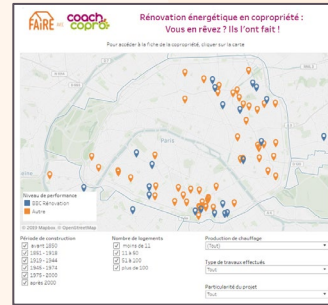 FAIRE
coach
copro
Rénovation énergétique en copropriété :
Vous en rêvez ? Ils l'ont fait !
Pour accéder à la fiche de la copropriété, cliquer sur la carte
Paris
Niveau de performance
BBC Rénovation
Autre
© 2020 Mapbox © OpenStreetMap
Période de construction
avant 1880
1881 - 1918
1919 - 1944
1945 - 1974
1975 - 2000
après 2000
Nombre de logements
moins de 11
11 à 50
51 à 100
plus de 100
Production de chauffage
(Tout)
Type de travaux effectués
Tout
Particularité du projet
Tout